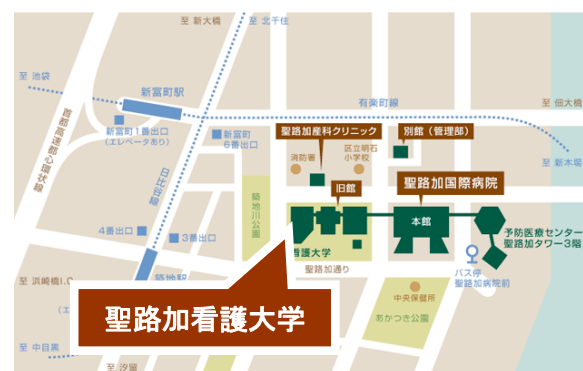 至 新大橋
至 北千住
至 池袋
新富町駅
有楽町線
至 佃大橋
首都高速都心環状線
新富町1番出口
(エレベータあり)
新富町
6番出口
聖路加産科クリニック
別館(管理部)
消防署
区立明石
小学校
至 新木場
日比谷線
旧館
聖路加国際病院
築地川公園
本館
4番出口
3番出口
看護大学
予防医療センター
聖路加タワー3階
聖路加通り
バス停
聖路加病院前
至 浜崎橋I.C
築地駅
中央保健所
聖路加看護大学
あかつき公園
至 中目黒
至 汐留